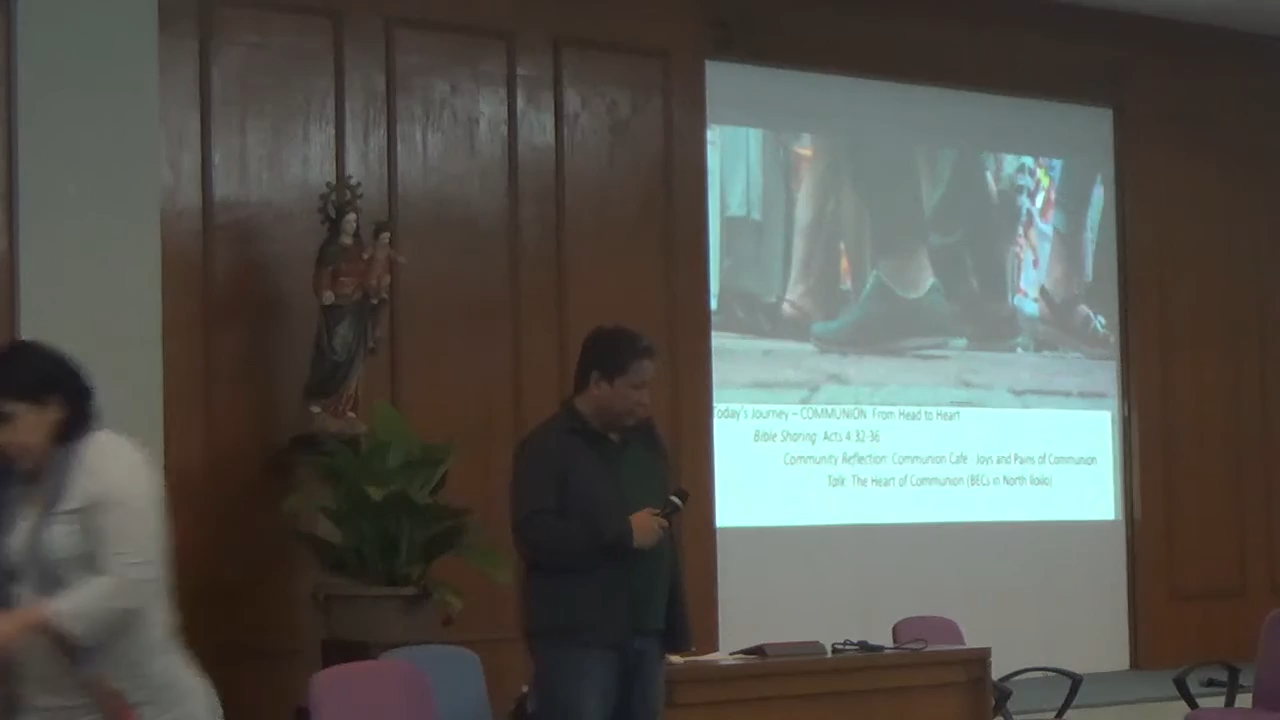 Today's Journey – COMMUNION: From Head to Heart
Bible Sharing: Acts 4:32-36
Community Reflection: Communion Café - Joys and Pains of Communion
Talk: The Heart of Communion (BECs in North Iloilo)